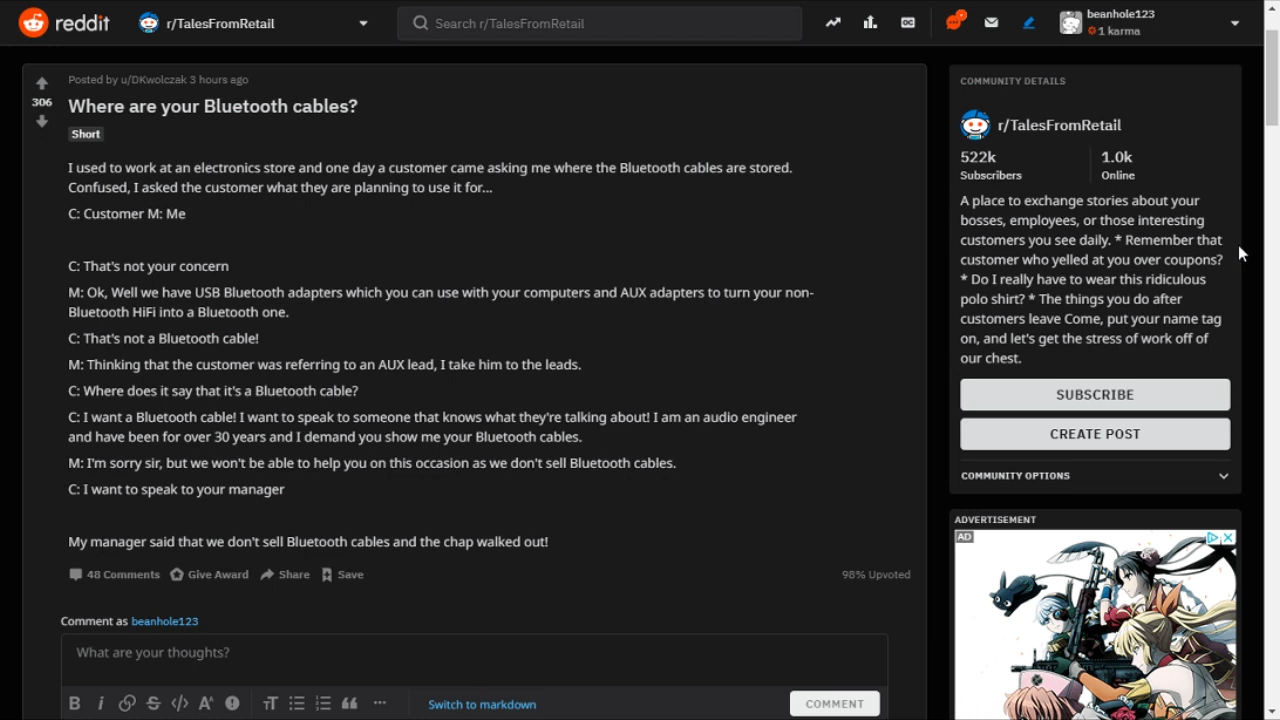 reddit
r/TalesFromRetail
Search r/TalesFromRetail
beanhole123
1 karma
Posted by u/DKwolczak 3 hours ago
306
Where are your Bluetooth cables?
Short
I used to work at an electronics store and one day a customer came asking me where the Bluetooth cables are stored.
Confused, I asked the customer what they are planning to use it for...
C: Customer M: Me
C: That's not your concern
M: Ok, Well we have USB Bluetooth adapters which you can use with your computers and AUX adapters to turn your non-
Bluetooth HiFi into a Bluetooth one.
C: That's not a Bluetooth cable!
M: Thinking that the customer was referring to an AUX lead, I take him to the leads.
C: Where does it say that it's a Bluetooth cable?
C: I want a Bluetooth cable! I want to speak to someone that knows what they're talking about! I am an audio engineer
and have been for over 30 years and I demand you show me your Bluetooth cables.
M: I'm sorry sir, but we won't be able to help you on this occasion as we don't sell Bluetooth cables.
C: I want to speak to your manager
My manager said that we don't sell Bluetooth cables and the chap walked out!
48 Comments Give Award Share Save
98% Upvoted
Comment as beanhole123
What are your thoughts?
Switch to markdown
COMMENT
COMMUNITY DETAILS
r/TalesFromRetail
522k 1.0k
Subscribers Online
A place to exchange stories about your
bosses, employees, or those interesting
customers you see daily. * Remember that
customer who yelled at you over coupons?
* Do I really have to wear this ridiculous
polo shirt? * The things you do after
customers leave Come, put your name tag
on, and let's get the stress of work off of
our chest.
SUBSCRIBE
CREATE POST
COMMUNITY OPTIONS
ADVERTISEMENT
AD